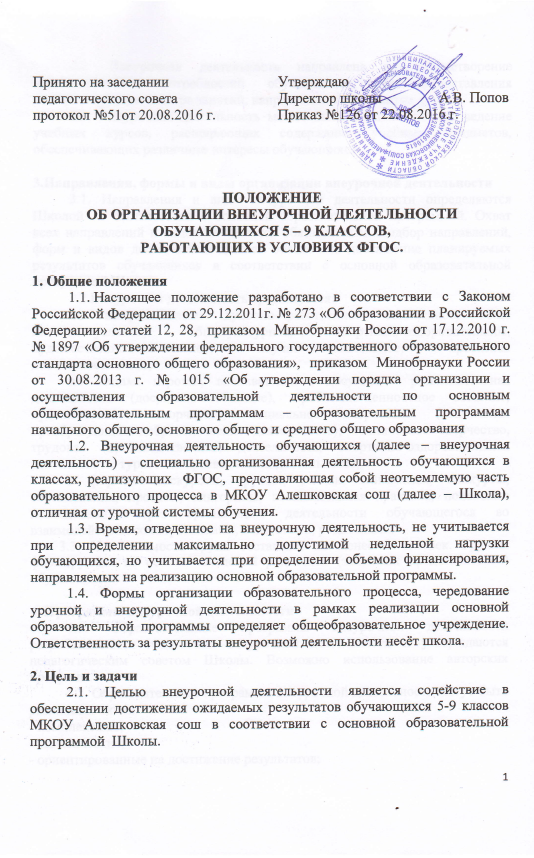 Принято на заседании
педагогического совета
протокол №51от 20.08.2016 г.
Утверждаю
Директор школы А.В. Попов
Приказ №126 от 22.08.2016г.
ПОЛОЖЕНИЕ
ОБ ОРГАНИЗАЦИИ ВНЕУРОЧНОЙ ДЕЯТЕЛЬНОСТИ
ОБУЧАЮЩИХСЯ 5 – 9 КЛАССОВ,
РАБОТАЮЩИХ В УСЛОВИЯХ ФГОС.
1. Общие положения
1.1. Настоящее положение разработано в соответствии с Законом
Российской Федерации от 29.12.2011г. № 273 «Об образовании в Российской
Федерации» статей 12, 28, приказом Минобрнауки России от 17.12.2010 г.
№ 1897 «Об утверждении федерального государственного образовательного
стандарта основного общего образования», приказом Минобрнауки России
от 30.08.2013 г. № 1015 «Об утверждении порядка организации и
осуществления образовательной деятельности по основным
общеобразовательным программам – образовательным программам
начального общего, основного общего и среднего общего образования
1.2. Внеурочная деятельность обучающихся (далее – внеурочная
деятельность) – специально организованная деятельность обучающихся в
классах, реализующих ФГОС, представляющая собой неотъемлемую часть
образовательного процесса в МКОУ Алешковская сош (далее – Школа),
отличная от урочной системы обучения.
1.3. Время, отведенное на внеурочную деятельность, не учитывается
при определении максимально допустимой недельной нагрузки
обучающихся, но учитывается при определении объемов финансирования,
направляемых на реализацию основной образовательной программы.
1.4. Формы организации образовательного процесса, чередование
урочной и внеурочной деятельности в рамках реализации основной
образовательной программы определяет общеобразовательное учреждение.
Ответственность за результаты внеурочной деятельности несёт школа.
2. Цель и задачи
2.1. Целью внеурочной деятельности является содействие в
обеспечении достижения ожидаемых результатов обучающихся 5-9 классов
МКОУ Алешковская сош в соответствии с основной образовательной
программой Школы.
1